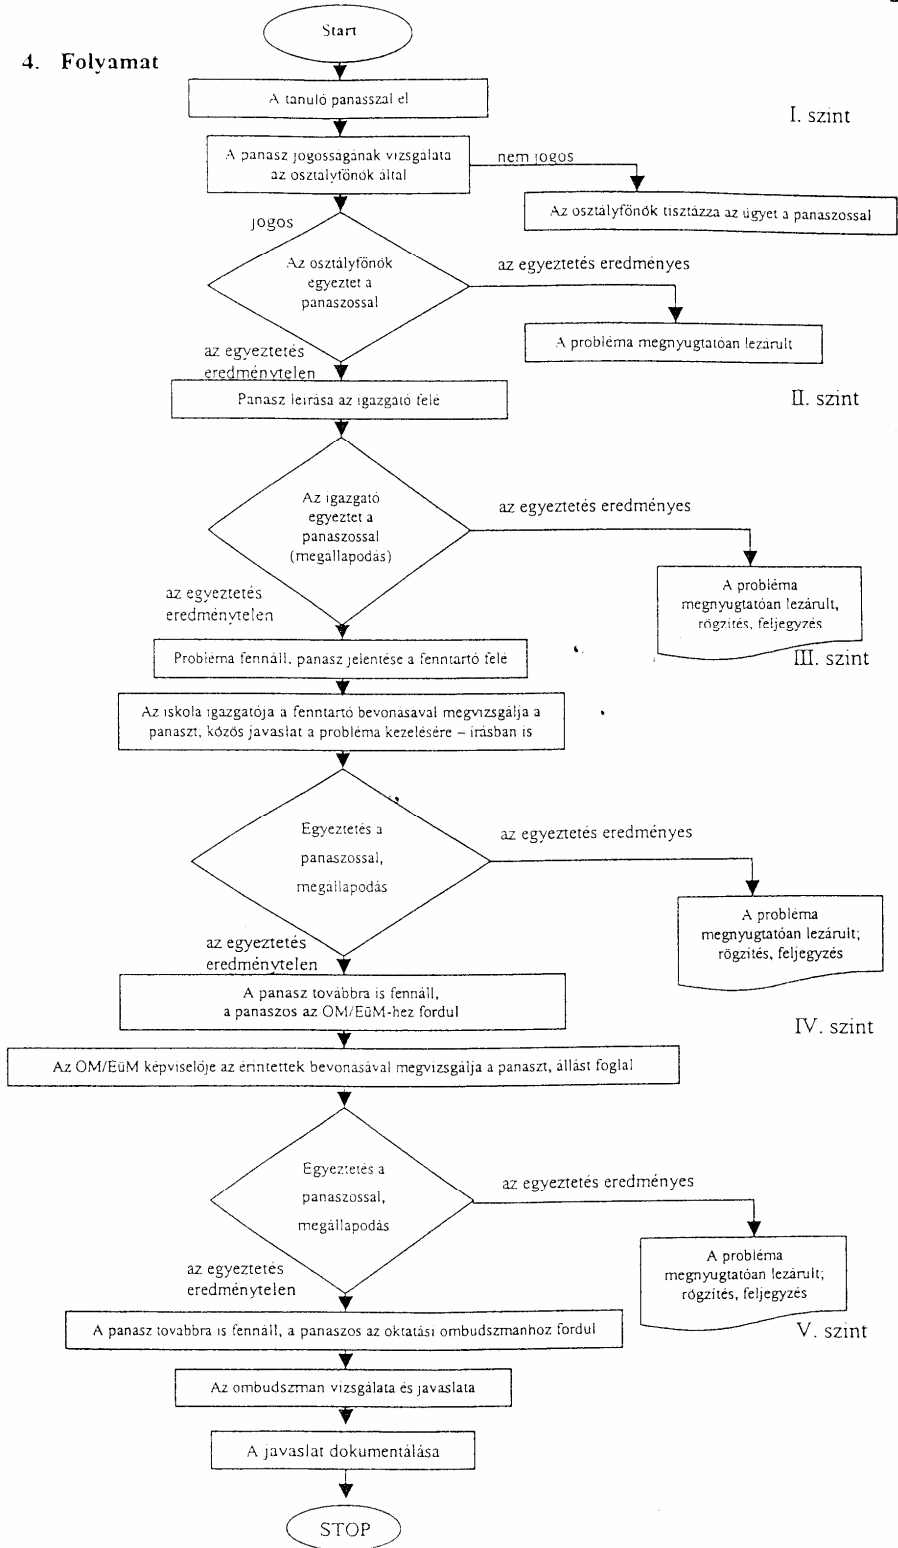 Start
4. Folyamat
A tanuló panasszal él
I. szint
A panasz jogosságának vizsgálata
az osztályfőnök által
nem jogos
Az osztályfőnök tisztázza az ügyet a panaszossal
jogos
Az osztályfőnök
egyeztet a
panaszossal
az egyeztetés eredményes
A probléma megnyugtatóan lezárult
az egyeztetés
eredménytelen
Panasz leírása az igazgató felé
II. szint
Az igazgató
egyeztet a
panaszossal
(megállapodás)
az egyeztetés eredményes
A probléma
megnyugtatóan lezárult,
rögzítés, feljegyzés
az egyeztetés
eredménytelen
Probléma fennáll, panasz jelentése a fenntartó felé
III. szint
Az iskola igazgatója a fenntartó bevonásával megvizsgálja a
panaszt, közös javaslat a probléma kezelésére – írásban is
Egyeztetés a
panaszossal,
megállapodás
az egyeztetés eredményes
A probléma
megnyugtatóan lezárult;
rögzítés, feljegyzés
az egyeztetés
eredménytelen
A panasz továbbra is fennáll,
a panaszos az OM/EüM-hez fordul
IV. szint
Az OM/EüM képviselője az érintettek bevonásával megvizsgálja a panaszt, állást foglal
Egyeztetés a
panaszossal,
megállapodás
az egyeztetés eredményes
A probléma
megnyugtatóan lezárult;
rögzítés, feljegyzés
az egyeztetés
eredménytelen
A panasz továbbra is fennáll, a panaszos az oktatási ombudszmanhoz fordul
V. szint
Az ombudszman vizsgálata és javaslata
A javaslat dokumentálása
STOP